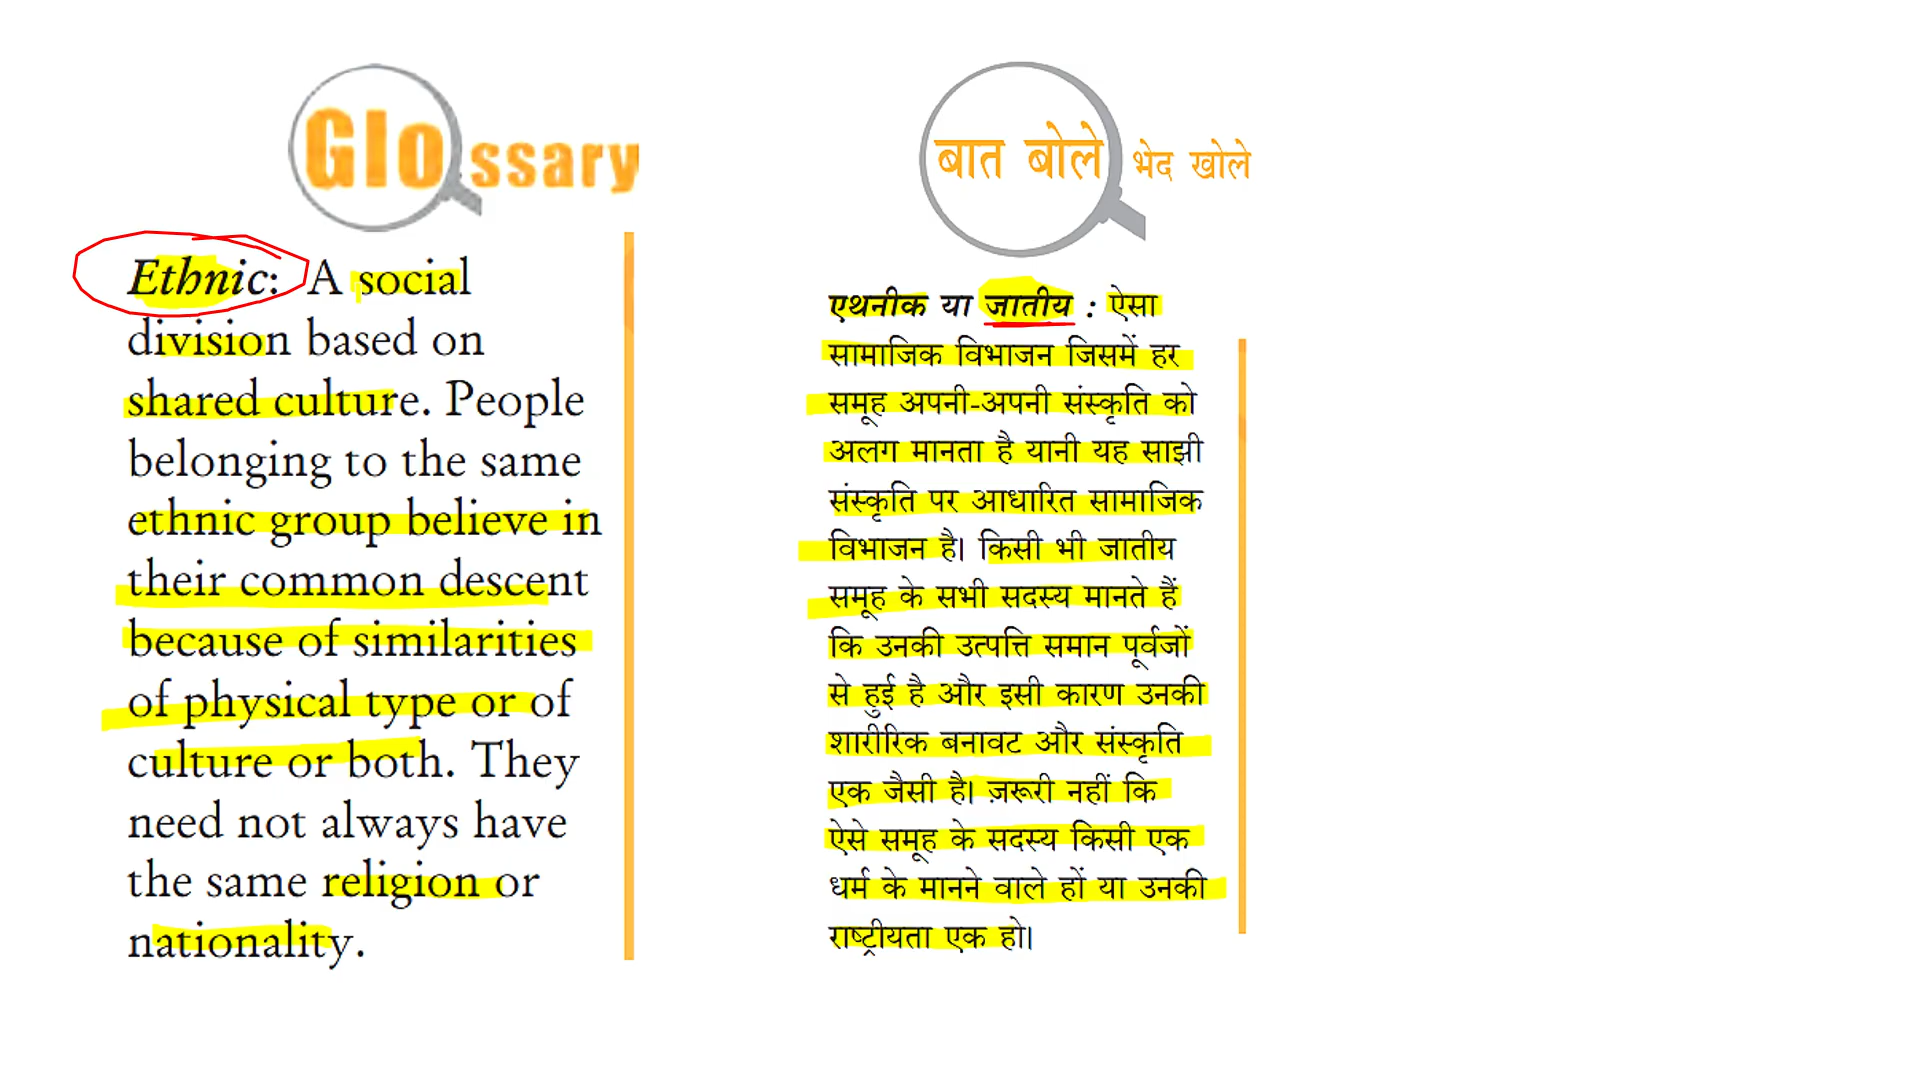 Glossary
Ethnic: A social
division based on
shared culture. People
belonging to the same
ethnic group believe in
their common descent
because of similarities
of physical type or of
culture or both. They
need not always have
the same religion or
nationality.
बात बोले भेद खोले
एथनीक या जातीय : ऐसा
सामाजिक विभाजन जिसमें हर
समूह अपनी-अपनी संस्कृति को
अलग मानता है यानी यह साझी
संस्कृति पर आधारित सामाजिक
विभाजन है। किसी भी जातीय
समूह के सभी सदस्य मानते हैं
कि उनकी उत्पत्ति समान पूर्वजों
से हुई है और इसी कारण उनकी
शारीरिक बनावट और संस्कृति
एक जैसी है। ज़रूरी नहीं कि
ऐसे समूह के सदस्य किसी एक
धर्म के मानने वाले हों या उनकी
राष्ट्रीयता एक हो।